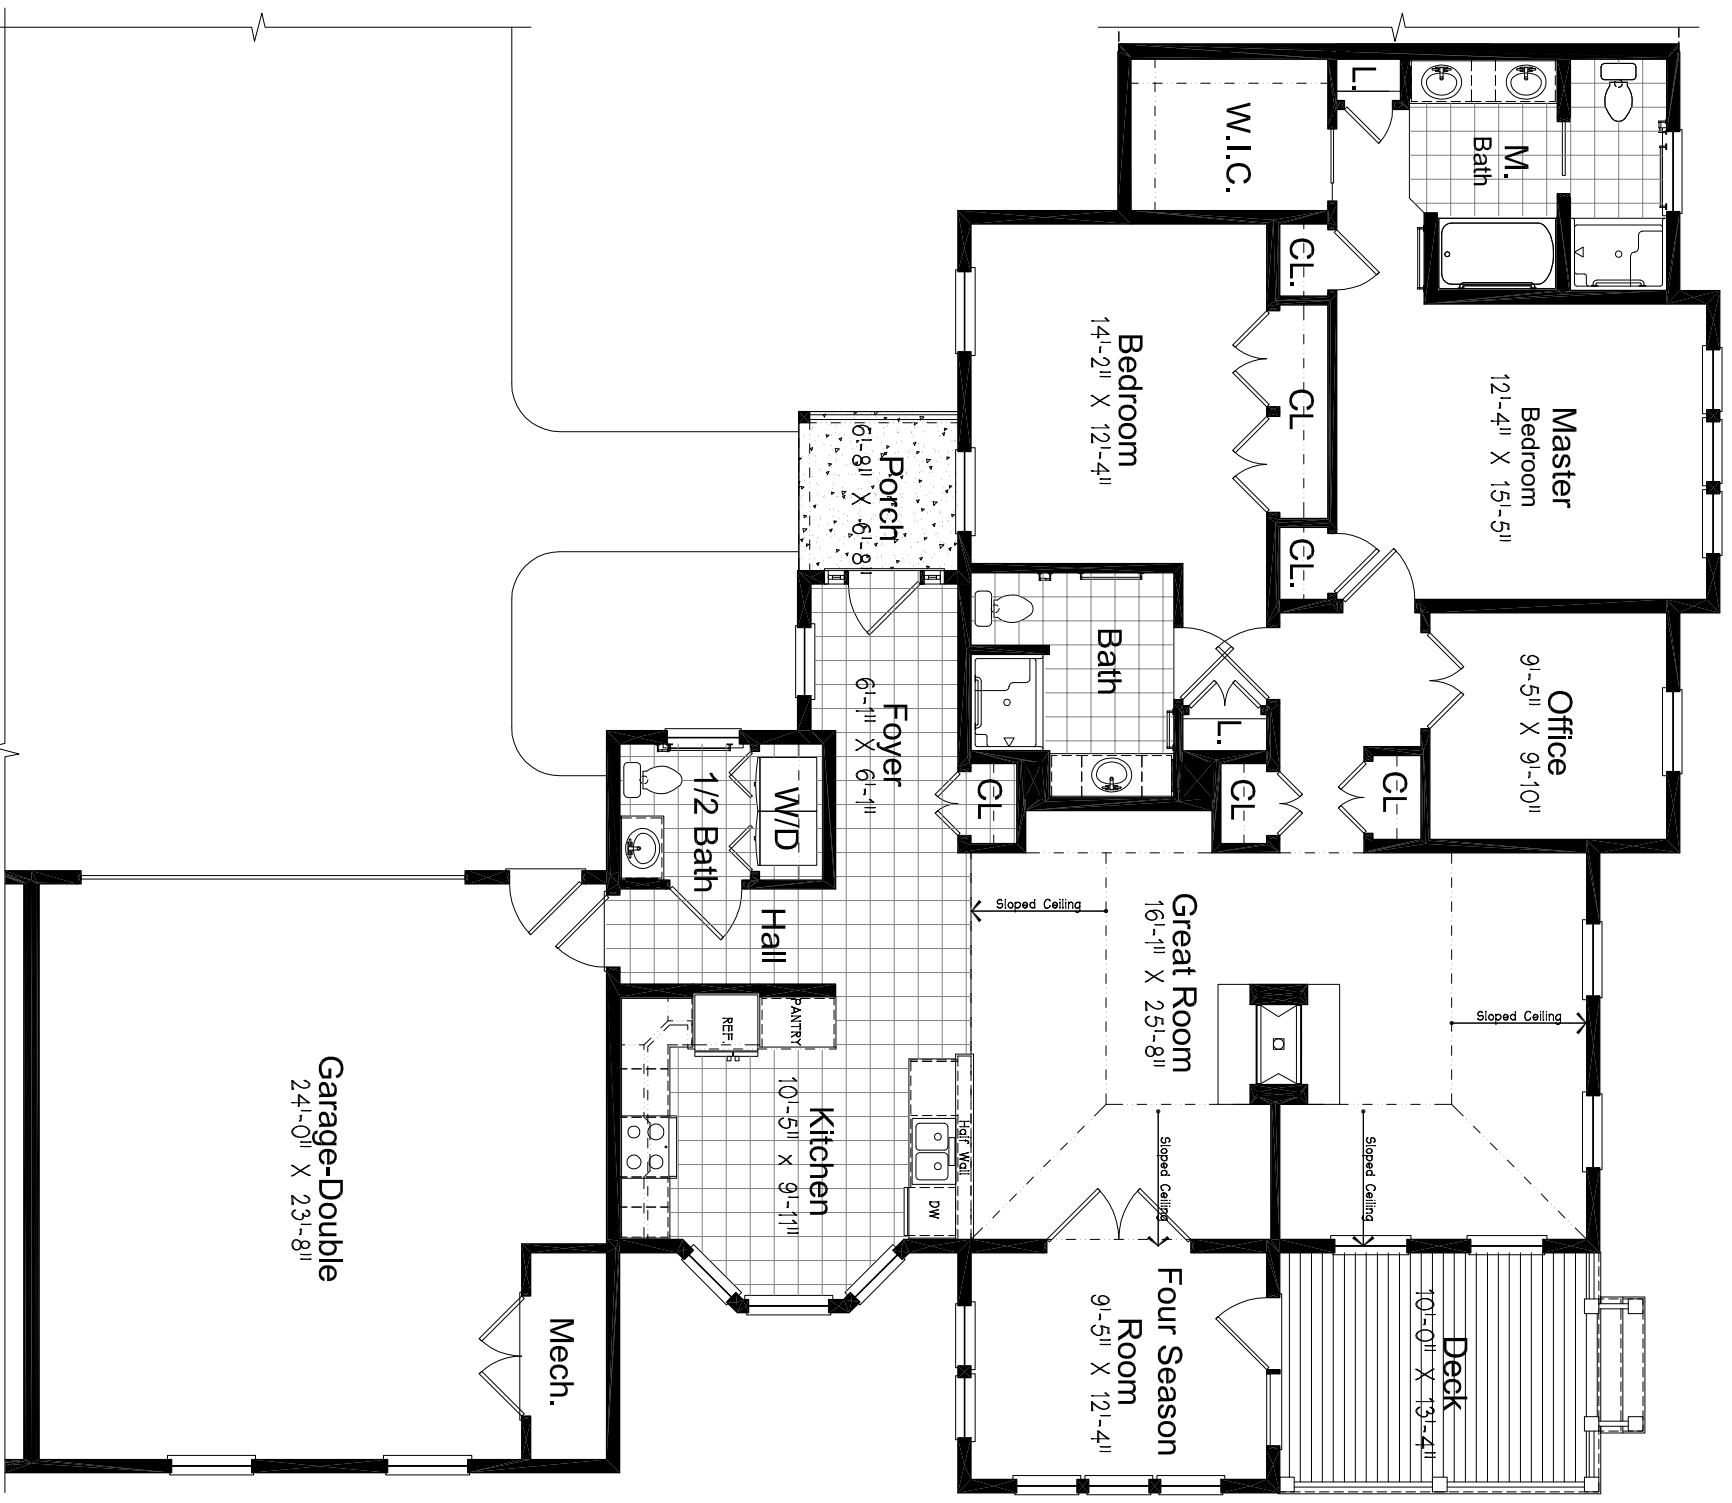 L.
W.I.C.
M.
Bath
CL.
CL
CL.
Bedroom
14'-2" X 12'-4"
Master
Bedroom
12'-4" X 15'-5"
Porch
6'-8" X 6'-8"
Bath
L.
Office
9'-5" X 9'-10"
Foyer
6'-1" X 6'-1"
CL
CL
CL
W/D
1/2 Bath
Hall
Sloped Ceiling
Great Room
16'-1" X 25'-8"
Sloped Ceiling
PANTRY
REF.
Kitchen
10'-5" x 9'-11"
Half Wall
DW
Sloped Ceiling
Sloped Ceiling
Garage-Double
24'-0" X 23'-8"
Mech.
Four Season
Room
9'-5" X 12'-4"
Deck
10'-0" X 13'-4"